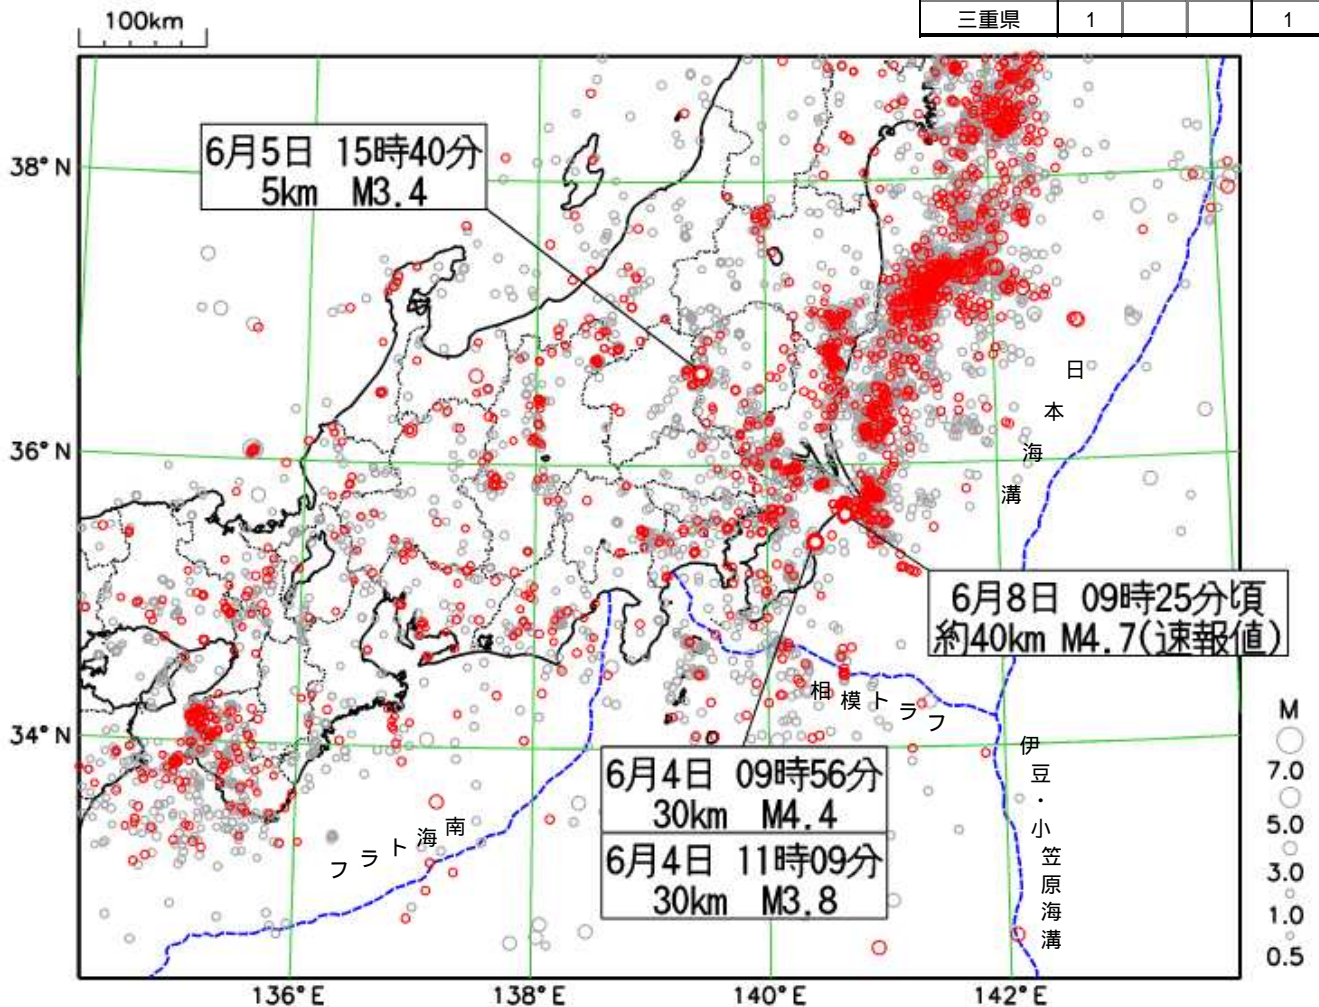 三重県 1 1
100km
38°N
36°N
34°N
136°E 138°E 140°E 142°E
6月5日 15時40分
5km M3.4
6月8日 09時25分頃
約40km M4.7(速報値)
6月4日 09時56分
30km M4.4
6月4日 11時09分
30km M3.8
日本海溝
相模トラフ
南海トラフ
伊豆・小笠原海溝
M
7.0
5.0
3.0
1.0
0.5